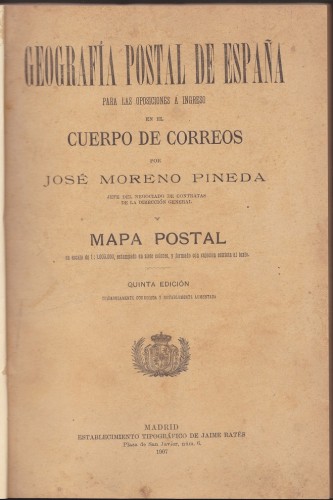 GEOGRAFÍA POSTAL DE ESPAÑA
PARA LAS OPOSICIONES Á INGRESO
EN EL
CUERPO DE CORREOS
POR
JOSÉ MORENO PINEDA
JEFE DEL NEGOCIADO DE CONTRATAS
DE LA DIRECCIÓN GENERAL
Y
MAPA POSTAL
QUINTA EDICIÓN
MADRID
ESTABLECIMIENTO TIPOGRÁFICO DE JAIME RATÉS
Plaza de San Javier, núm. 6.
1907